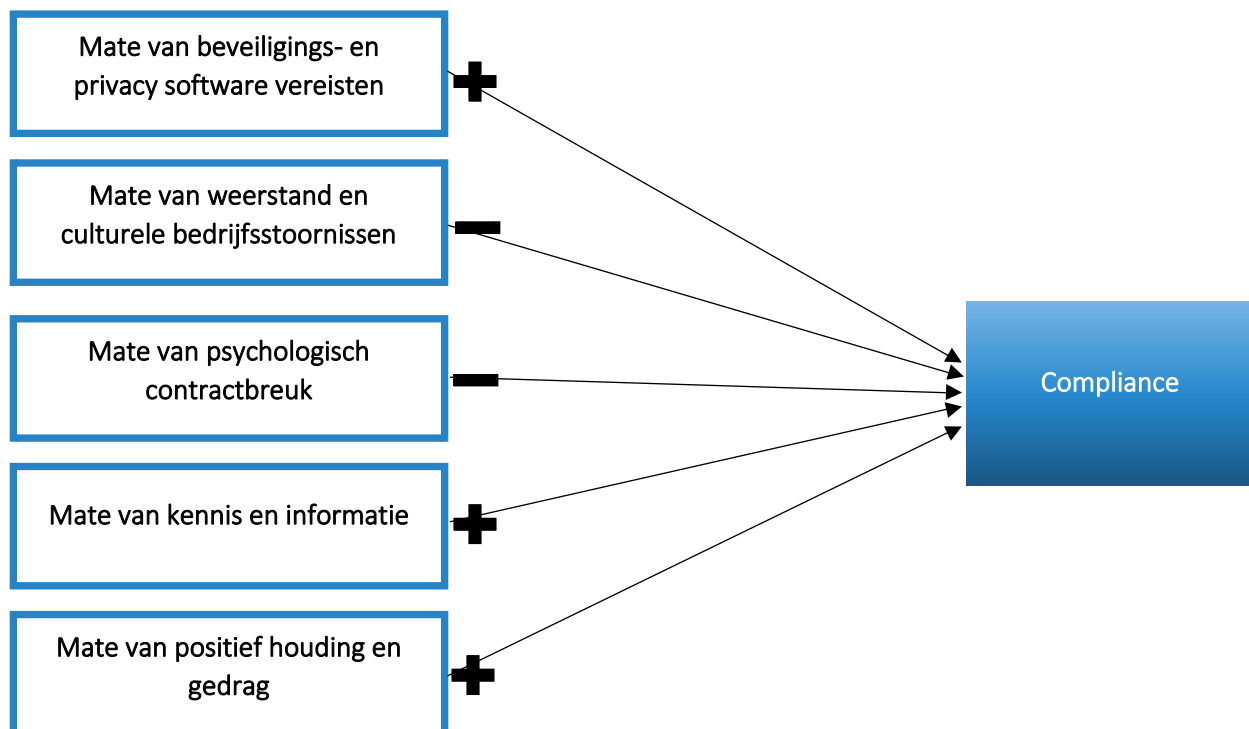 Mate van beveiligings- en
privacy software vereisten
Mate van weerstand en
culturele bedrijfsstoornissen
Mate van psychologisch
contractbreuk
Mate van kennis en informatie
Mate van positief houding en
gedrag
Compliance